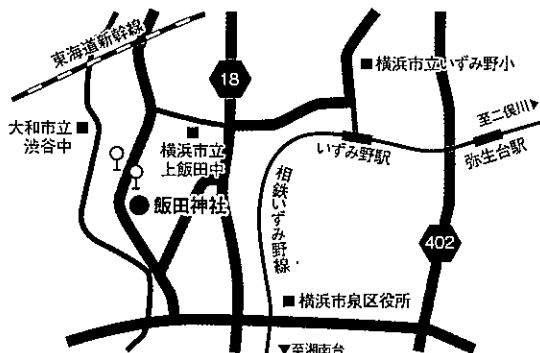 東海道新幹線
18
横浜市立いずみ野小
至二俣川▶
大和市立
渋谷中
横浜市立
上飯田中
いずみ野駅
弥生台駅
飯田神社
相鉄いずみ野線
402
横浜市泉区役所
▼至湘南台